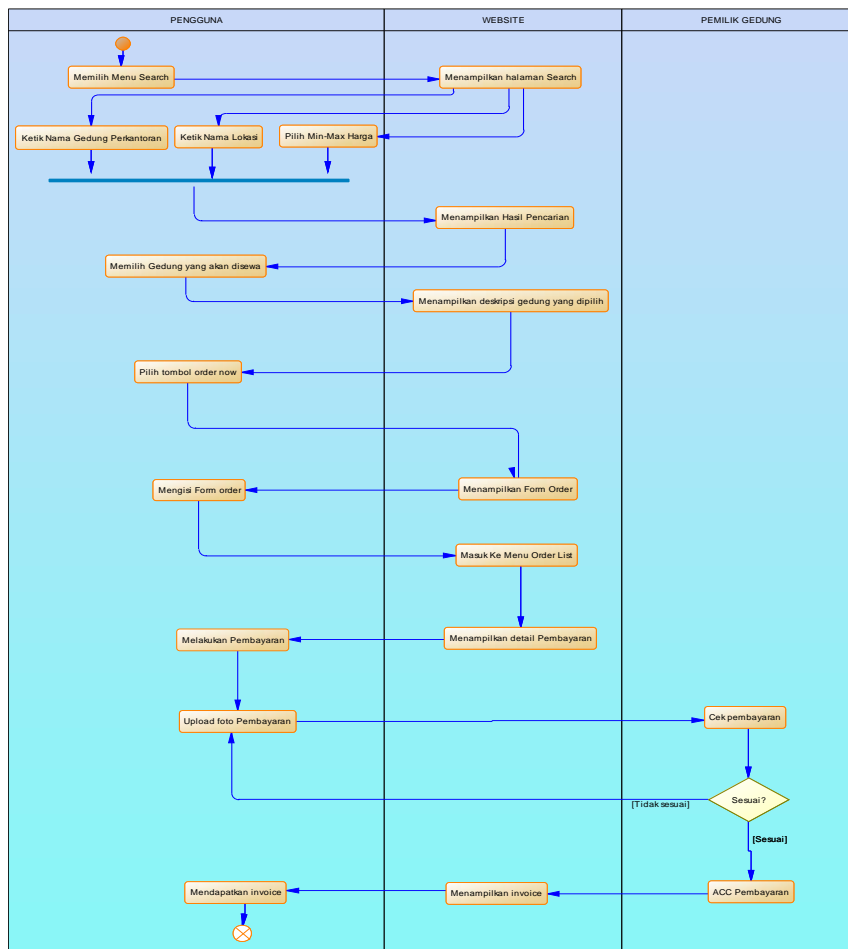 PENGGUNA
WEBSITE
PEMILIK GEDUNG
Memilih Menu Search
Menampilkan halaman Search
Ketik Nama Gedung Perkantoran
Ketik Nama Lokasi
Pilih Min-Max Harga
Menampilkan Hasil Pencarian
Memilih Gedung yang akan disewa
Menampilkan deskripsi gedung yang dipilih
Pilih tombol order now
Mengisi Form order
Menampilkan Form Order
Masuk Ke Menu Order List
Melakukan Pembayaran
Menampilkan detail Pembayaran
Upload foto Pembayaran
Cek pembayaran
Sesuai?
[Tidak sesuai]
[Sesuai]
Mendapatkan invoice
Menampilkan invoice
ACC Pembayaran